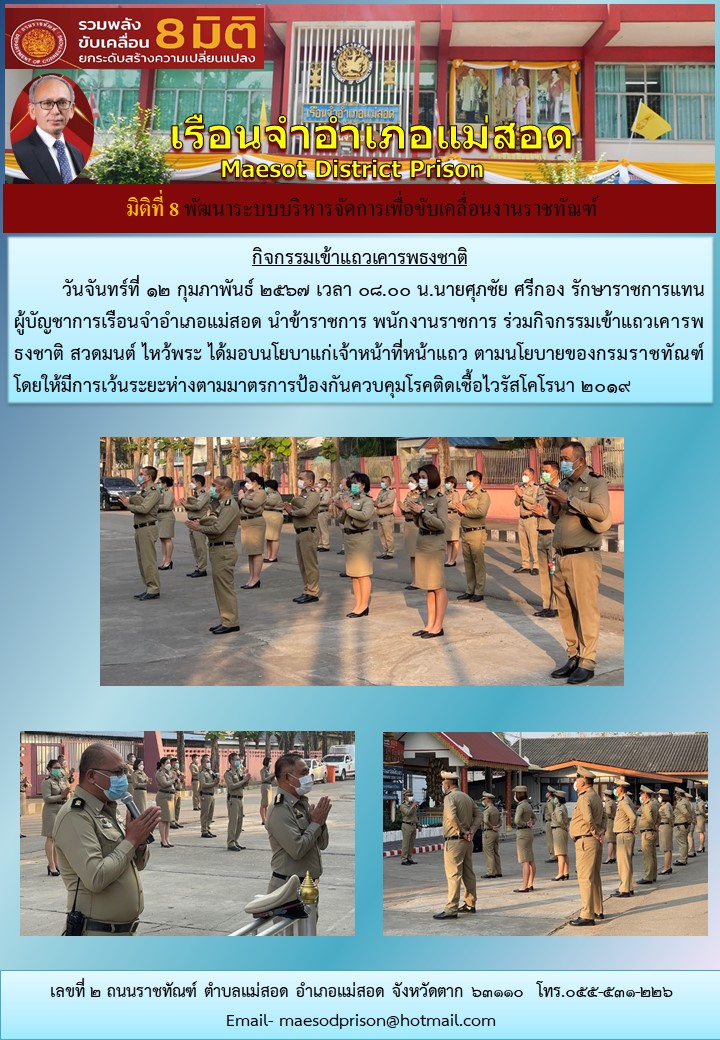 รวมพลัง
ขับเคลื่อน 8 มิติ
ยกระดับสร้างความเปลี่ยนแปลง
เรือนจำอำเภอแม่สอด
เรือนจำอำเภอแม่สอด
Maesot District Prison
มิติที่ 8 พัฒนาระบบบริหารจัดการเพื่อขับเคลื่อนงานราชทัณฑ์
กิจกรรมเข้าแถวเคารพธงชาติ
วันจันทร์ที่ ๑๒ กุมภาพันธ์ ๒๕๖๗ เวลา ๐๘.๐๐ น.นายศุภชัย ศรีกอง รักษาราชการแทน
ผู้บัญชาการเรือนจำอำเภอแม่สอด นำข้าราชการ พนักงานราชการ ร่วมกิจกรรมเข้าแถวเคารพ
ธงชาติ สวดมนต์ ไหว้พระ ได้มอบนโยบาแก่เจ้าหน้าที่หน้าแถว ตามนโยบายของกรมราชทัณฑ์
โดยให้มีการเว้นระยะห่างตามมาตรการป้องกันควบคุมโรคติดเชื้อไวรัสโคโรนา ๒๐๑๙
เลขที่ ๒ ถนนราชทัณฑ์ ตำบลแม่สอด อำเภอแม่สอด จังหวัดตาก ๖๓๑๑๐ โทร.๐๕๕-๕๓๑-๒๒๖
Email- maesodprison@hotmail.com